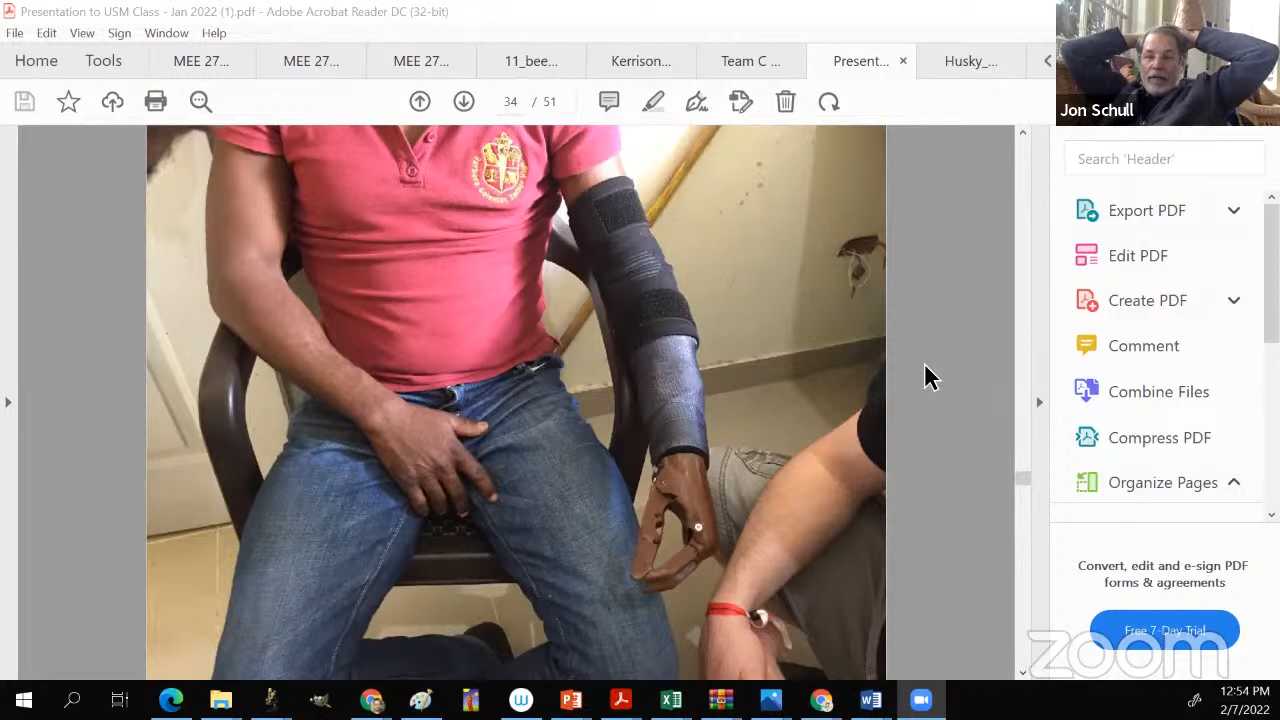 Presentation to USM Class - Jan 2022 (1).pdf - Adobe Acrobat Reader DC (32-bit)
File Edit View Sign Window Help
Home Tools MEE 27... MEE 27... MEE 27... 11_bee... Kerrison... Team C ... Present... Husky_...
34 / 51
Jon Schull
Search 'Header'
Export PDF
Edit PDF
Create PDF
Comment
Combine Files
Compress PDF
Organize Pages
Convert, edit and e-sign PDF
forms & agreements
Free 7-Day Trial
zoom
12:54 PM
2/7/2022